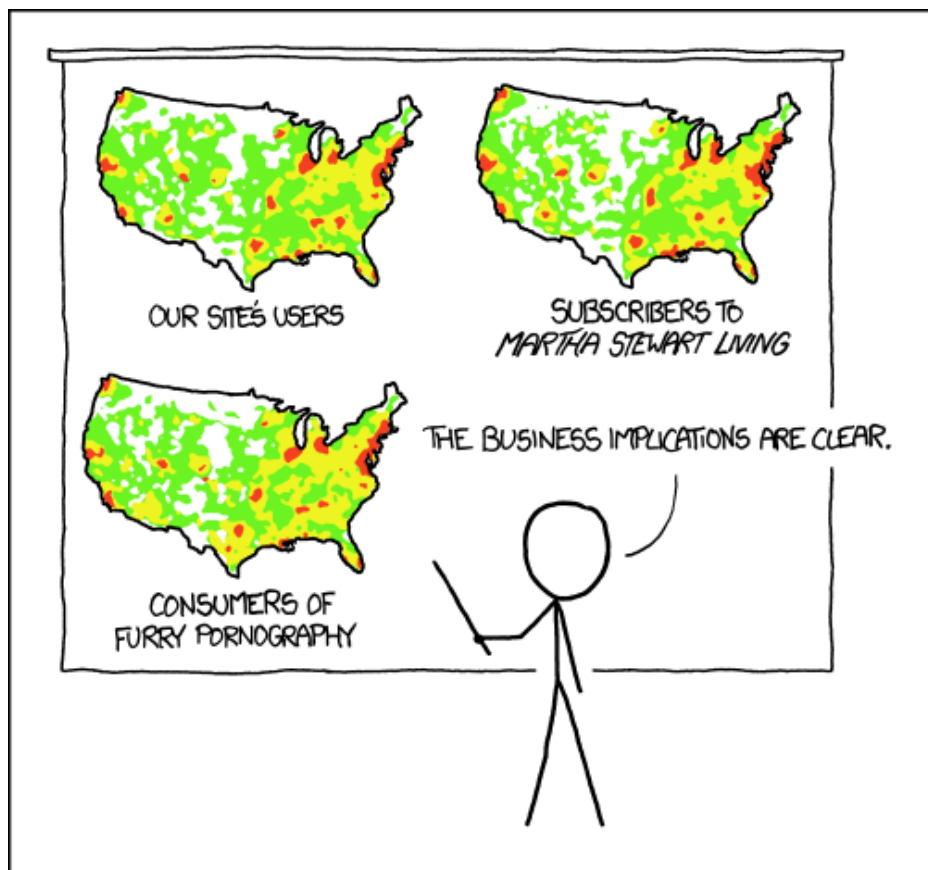 OUR SITE'S USERS
SUBSCRIBERS TO
MARTHA STEWART LIVING
CONSUMERS OF
FURRY PORNOGRAPHY
THE BUSINESS IMPLICATIONS ARE CLEAR.